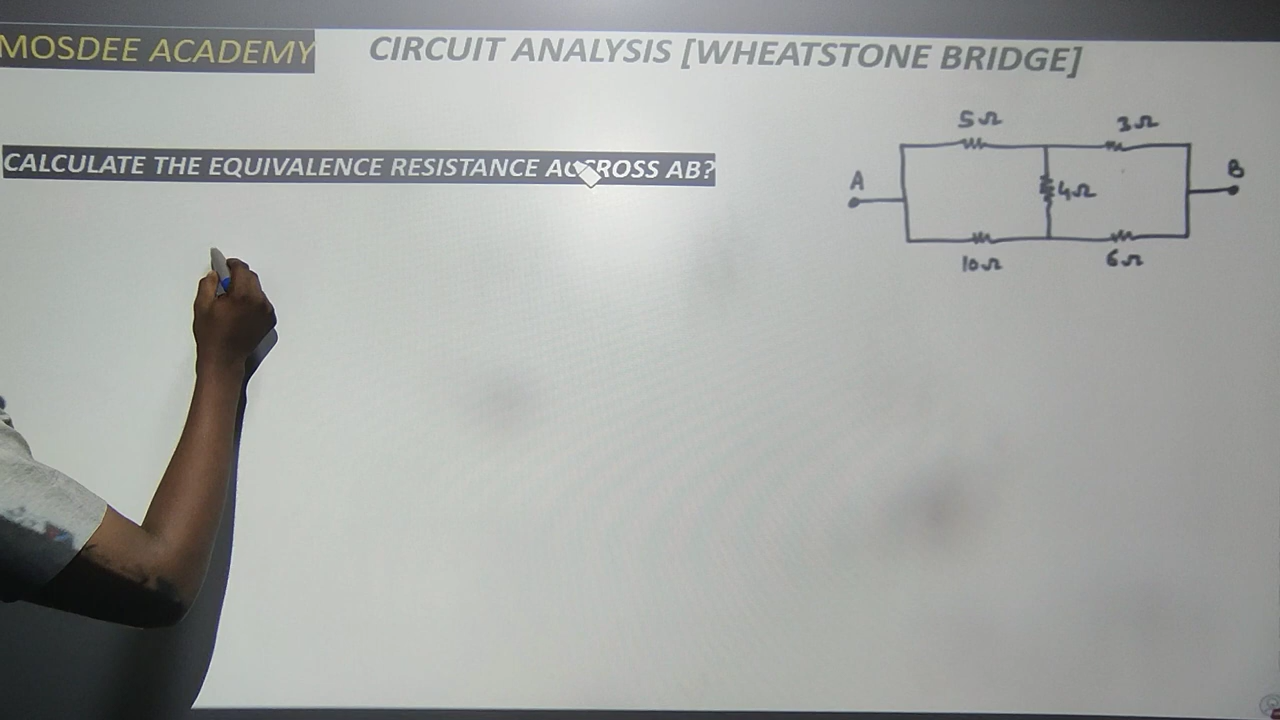 MOSDEE ACADEMY
CIRCUIT ANALYSIS [WHEATSTONE BRIDGE]
CALCULATE THE EQUIVALENCE RESISTANCE ACROSS AB?
5Ω
3Ω
A
4Ω
B
10Ω
6Ω